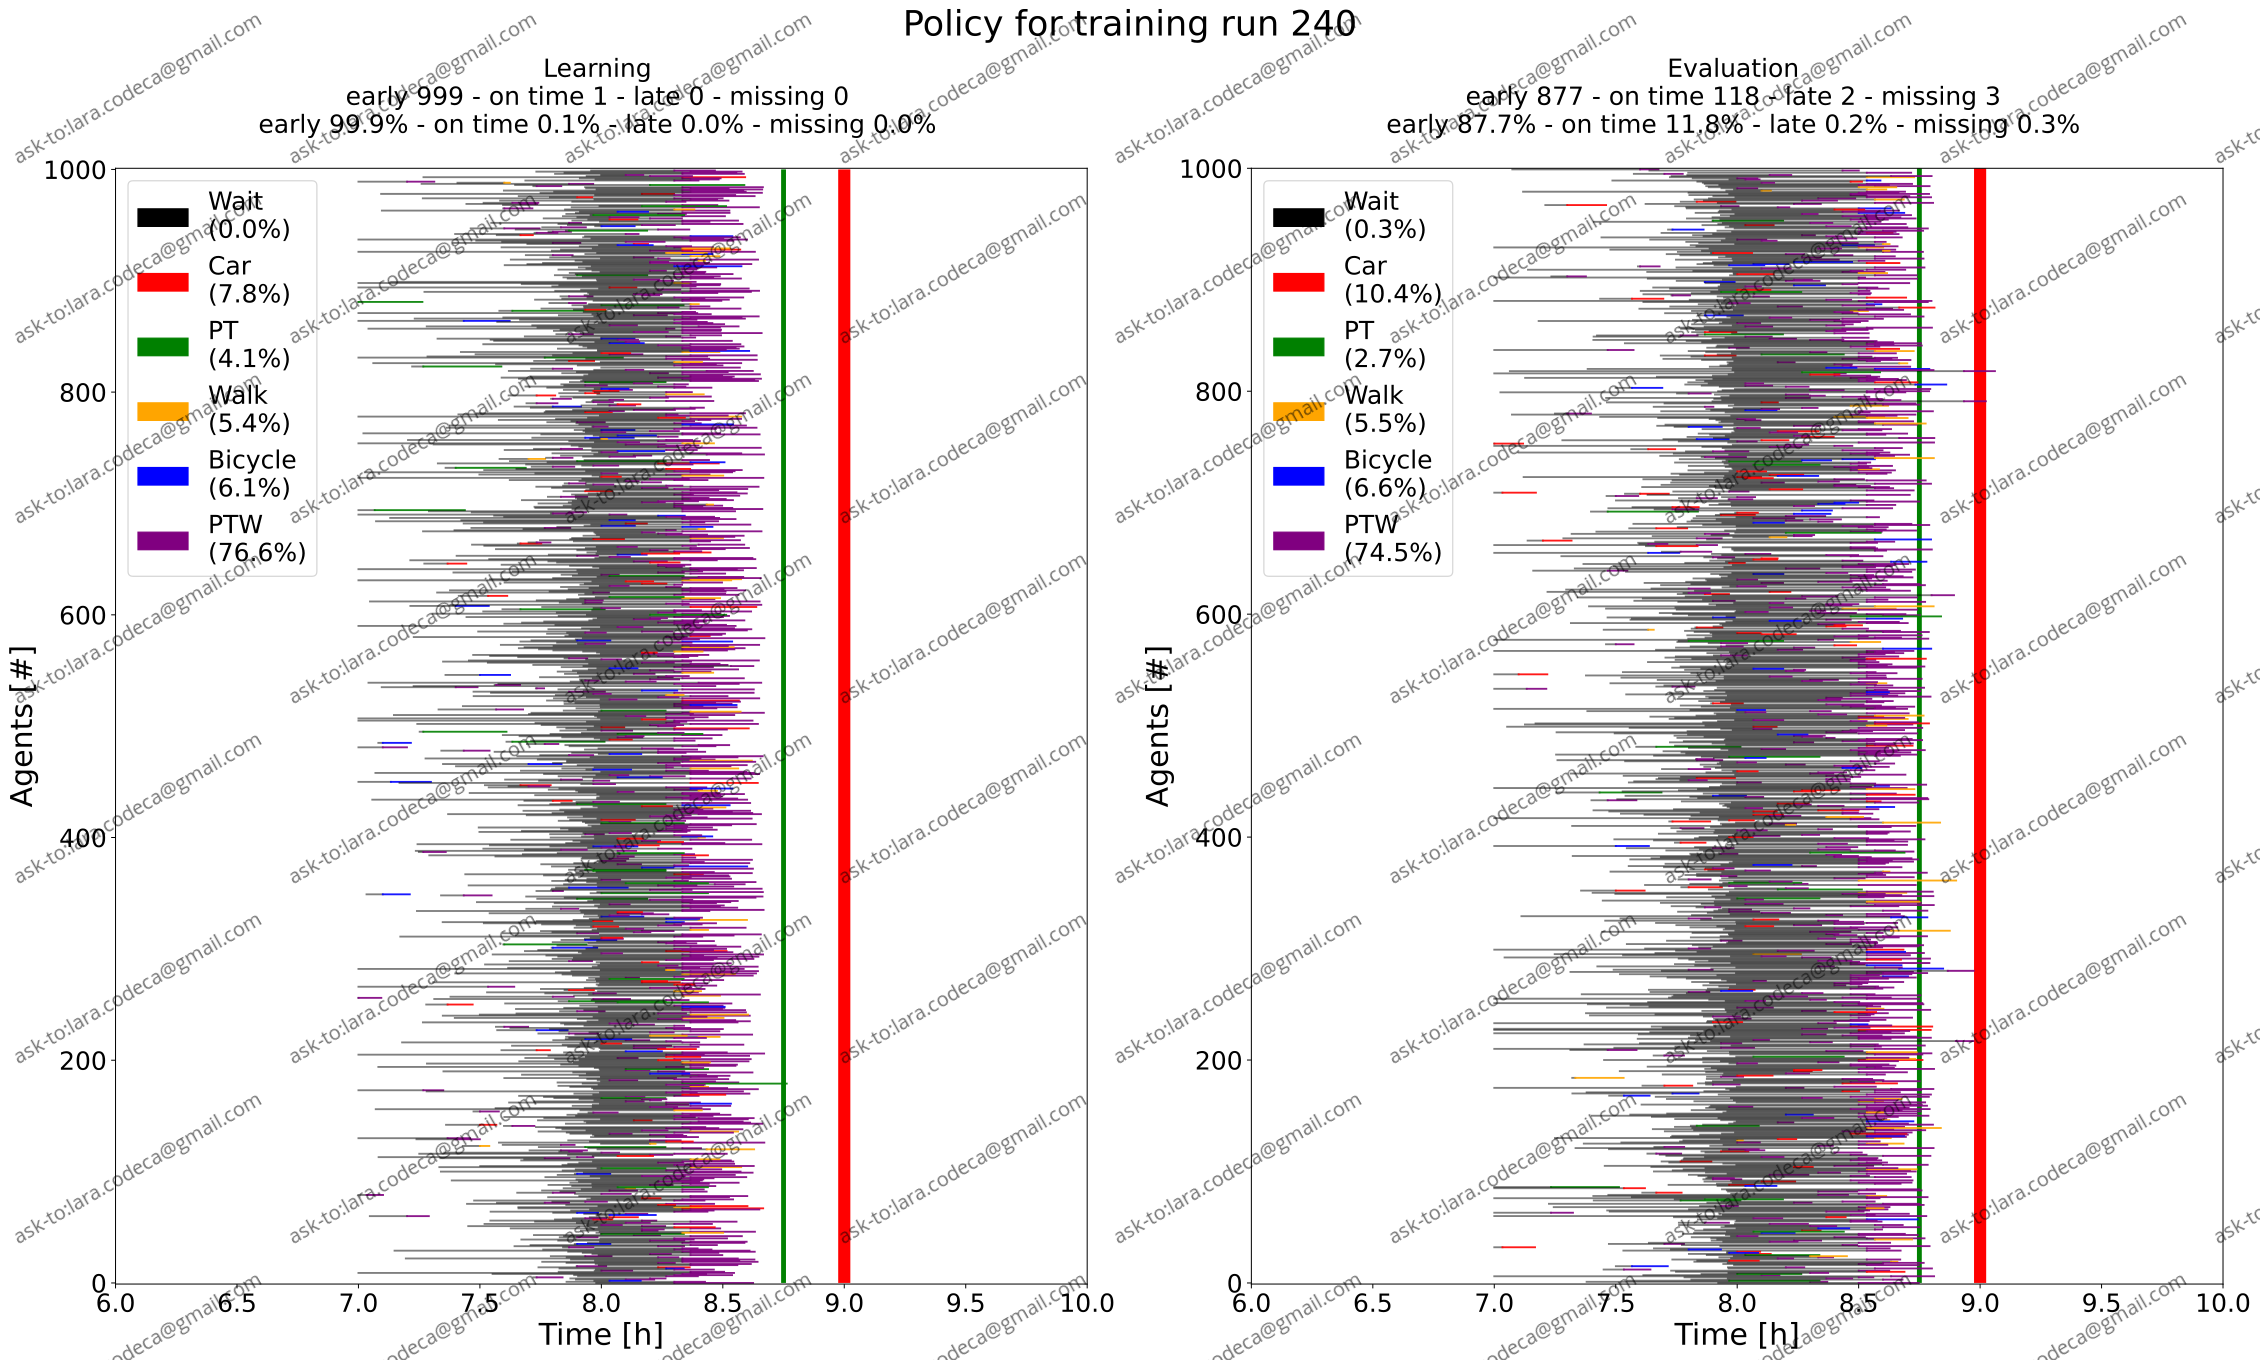 Policy for training run 240
Learning
early 999 - on time 1 - late 0 - missing 0
early 99.9% - on time 0.1% - late 0.0% - missing 0.0%
1000
800
600
400
200
0
Agents [#]
Wait
(0.0%)
Car
(7.8%)
PT
(4.1%)
Walk
(5.4%)
Bicycle
(6.1%)
PTW
(76.6%)
6.0 6.5 7.0 7.5 8.0 8.5 9.0 9.5 10.0
Time [h]
Evaluation
early 877 - on time 118 - late 2 - missing 3
early 87.7% - on time 11.8% - late 0.2% - missing 0.3%
1000
800
600
400
200
0
Agents [#]
Wait
(0.3%)
Car
(10.4%)
PT
(2.7%)
Walk
(5.5%)
Bicycle
(6.6%)
PTW
(74.5%)
6.0 6.5 7.0 7.5 8.0 8.5 9.0 9.5 10.0
Time [h]
ask-to:lara.codeca@gmail.com